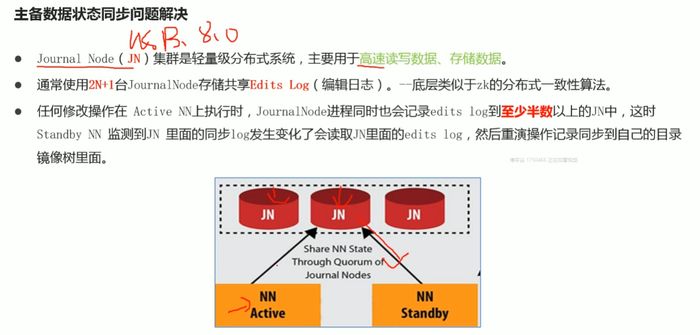 主备数据状态同步问题解决
Journal Node（JN）集群是轻量级分布式系统，主要用于高速读写数据、存储数据。
通常使用2N+1台JournalNode存储共享Edits Log（编辑日志）。--底层类似于zk的分布式一致性算法。
任何修改操作在 Active NN上执行时，JournalNode进程同时也会记录edits log到至少半数以上的JN中，这时
Standby NN 监测到JN 里面的同步log发生变化了会读取JN里面的edits log，然后重演操作记录同步到自己的目录
镜像树里面。
JN JN JN
Share NN State
Through Quorum of
Journal Nodes
NN NN
Active Standby